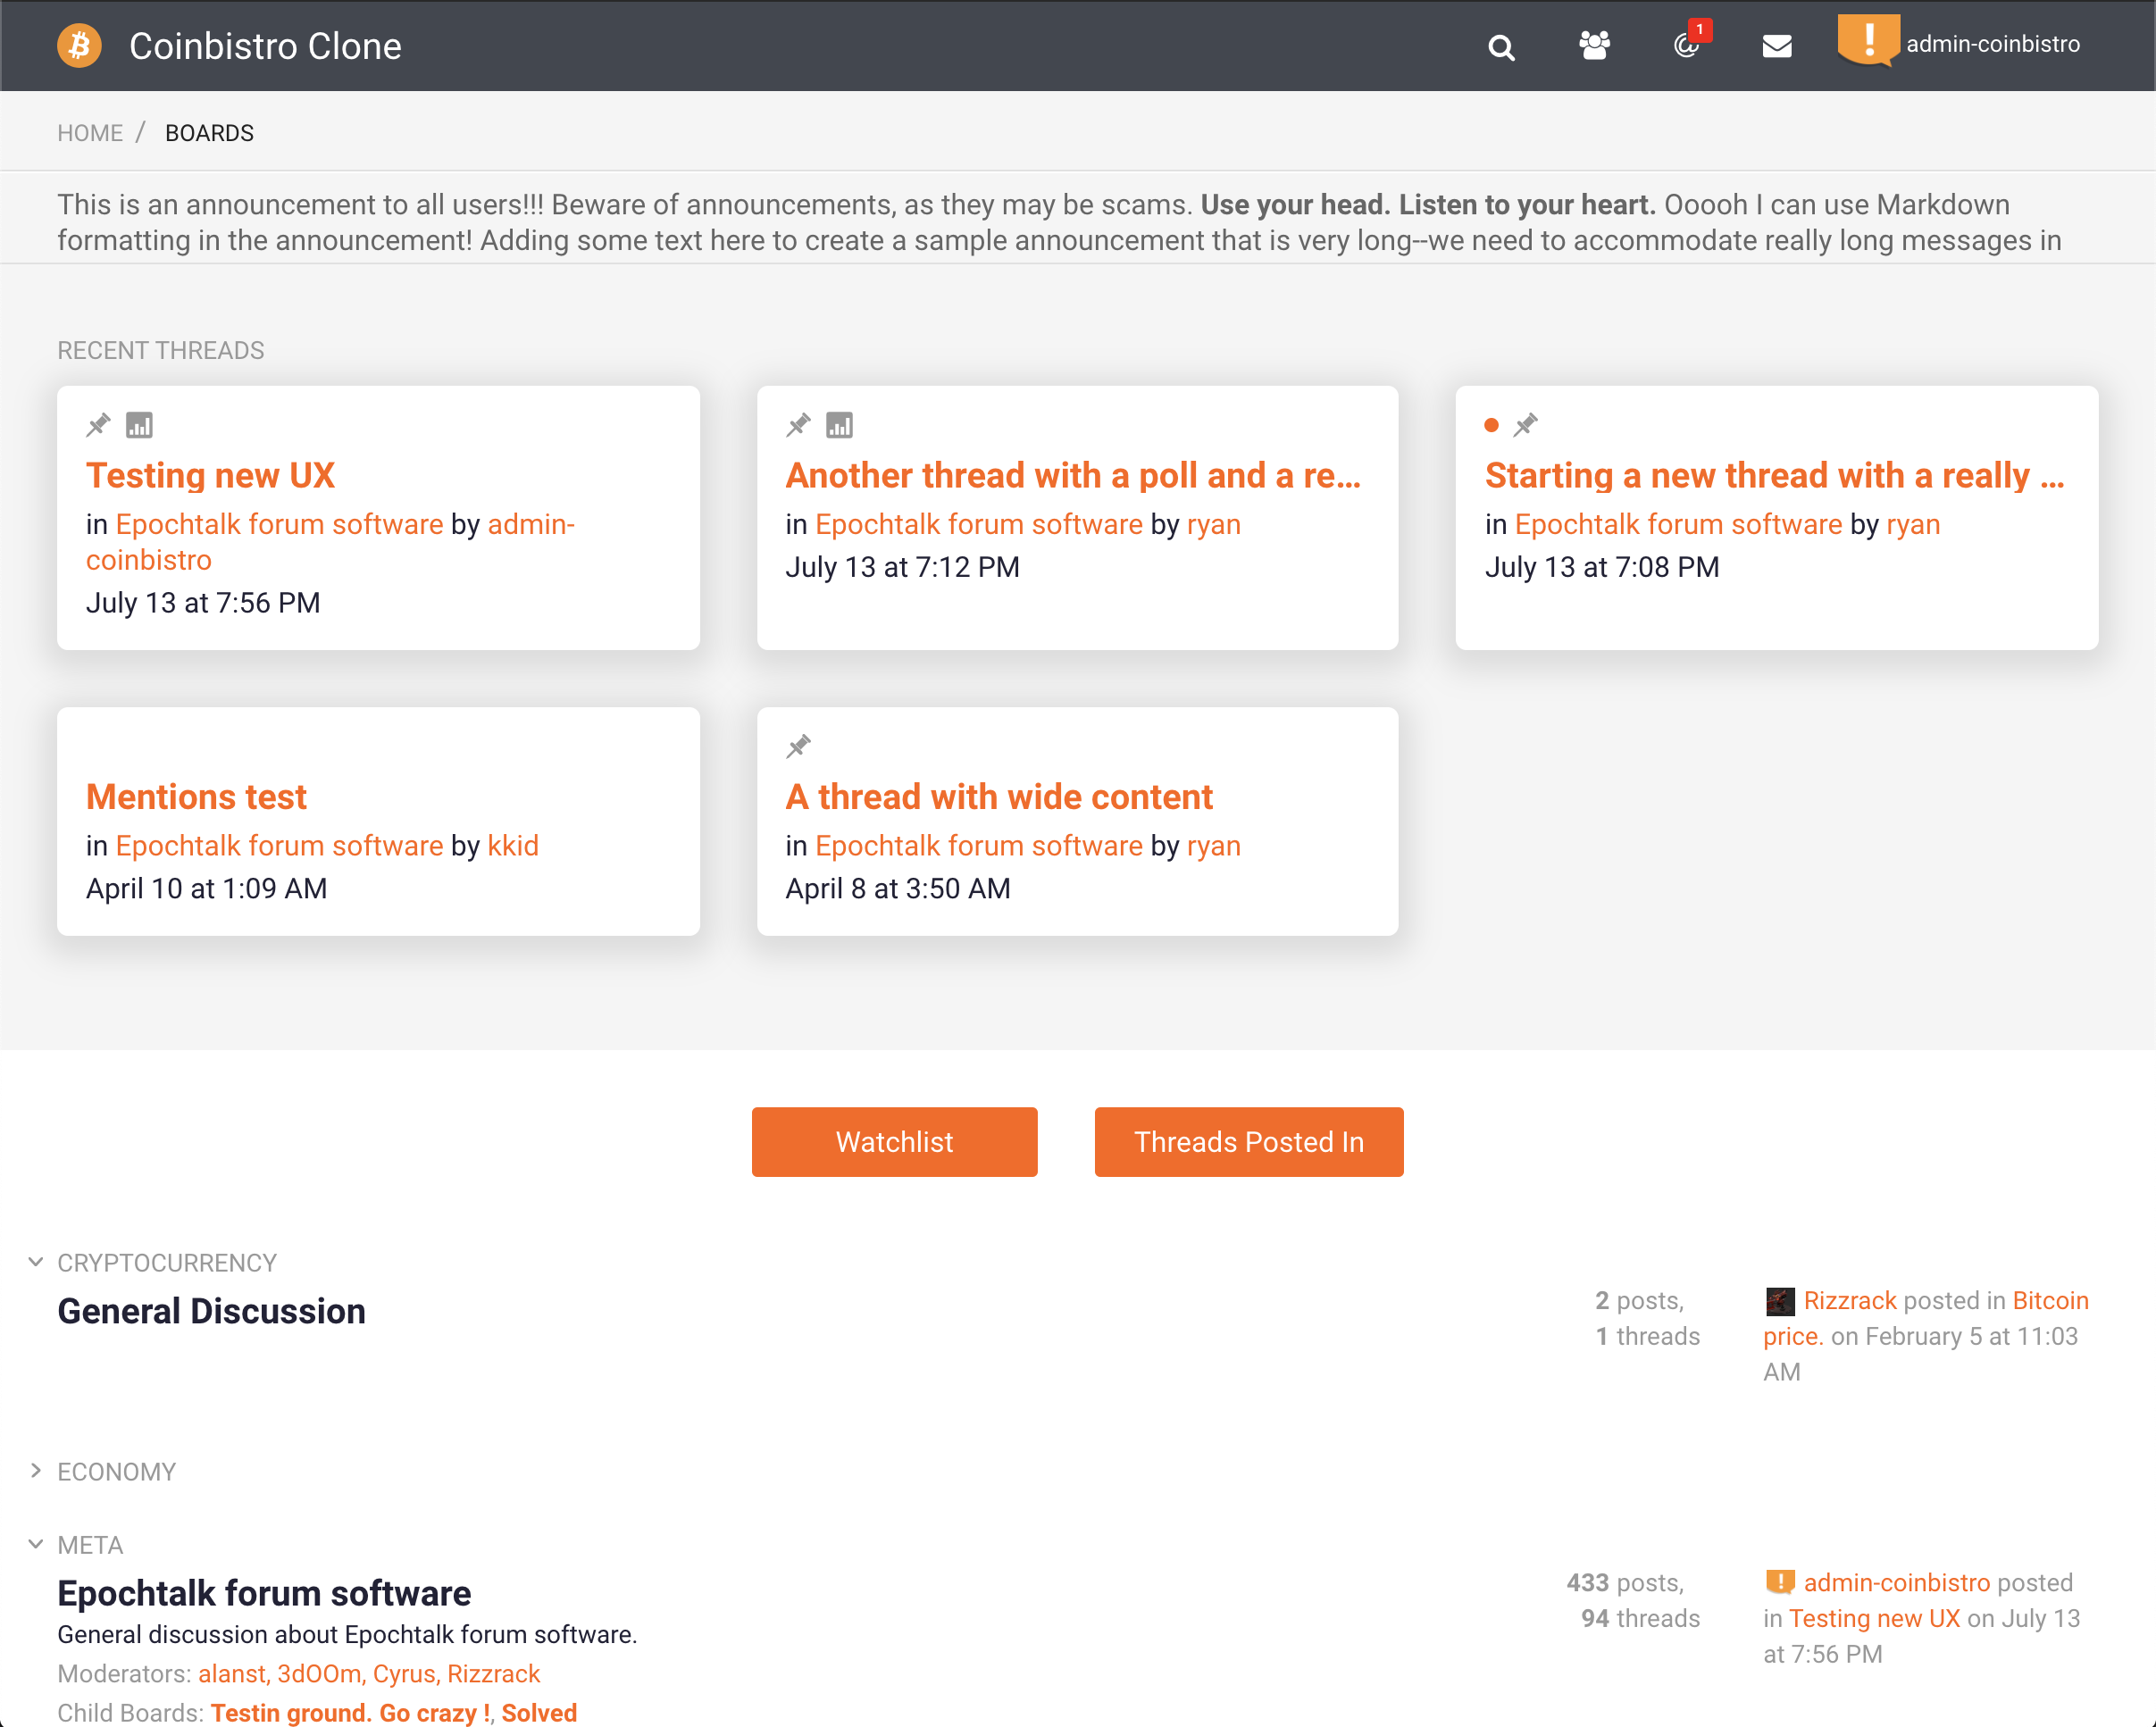 Coinbistro Clone
1
admin-coinbistro
HOME / BOARDS
This is an announcement to all users!!! Beware of announcements, as they may be scams. Use your head. Listen to your heart. Ooooh I can use Markdown
formatting in the announcement! Adding some text here to create a sample announcement that is very long--we need to accommodate really long messages in
RECENT THREADS
Testing new UX
in Epochtalk forum software by admin-
coinbistro
July 13 at 7:56 PM
Another thread with a poll and a re...
in Epochtalk forum software by ryan
July 13 at 7:12 PM
Starting a new thread with a really ...
in Epochtalk forum software by ryan
July 13 at 7:08 PM
Mentions test
in Epochtalk forum software by kkid
April 10 at 1:09 AM
A thread with wide content
in Epochtalk forum software by ryan
April 8 at 3:50 AM
Watchlist
Threads Posted In
CRYPTOCURRENCY
General Discussion
2 posts,
1 threads
Rizzrack posted in Bitcoin
price. on February 5 at 11:03
AM
ECONOMY
META
Epochtalk forum software
General discussion about Epochtalk forum software.
Moderators: alanst, 3dOOm, Cyrus, Rizzrack
Child Boards: Testin ground. Go crazy !, Solved
433 posts,
94 threads
admin-coinbistro posted
in Testing new UX on July 13
at 7:56 PM